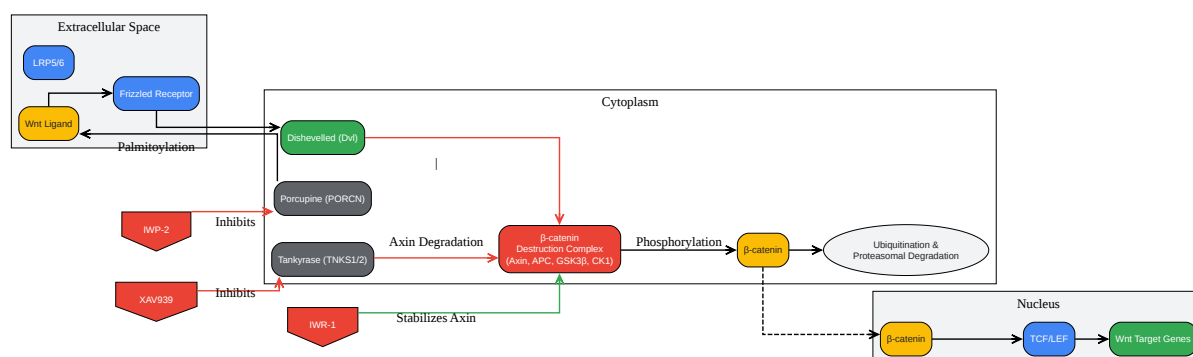 Extracellular Space
LRP5/6
Frizzled Receptor
Wnt Ligand
Palmitoylation
Cytoplasm
Dishevelled (Dvl)
|
Porcupine (PORCN)
IWP-2
Inhibits
Tankyrase (TNKS1/2)
Axin Degradation
β-catenin
Destruction Complex
(Axin, APC, GSK3β, CK1)
Phosphorylation
β-catenin
Ubiquitination &
Proteasomal Degradation
XAV939
Inhibits
IWR-1
Stabilizes Axin
Nucleus
β-catenin
TCF/LEF
Wnt Target Genes